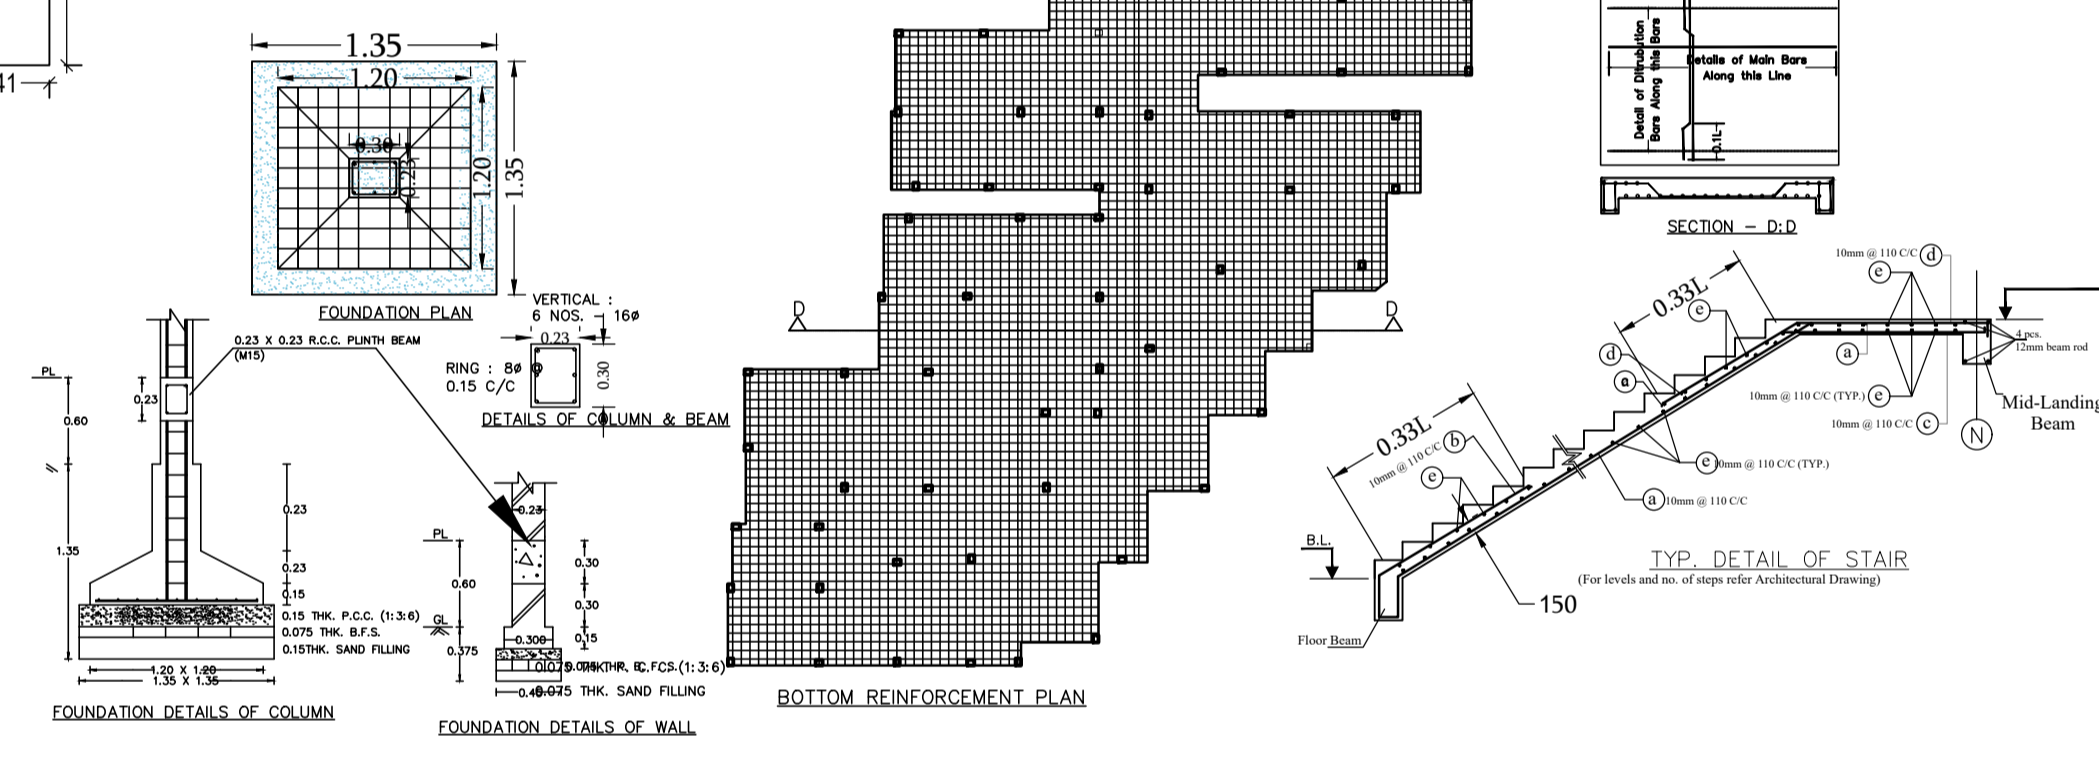 41
1.35
1.20
0.30
0.23
1.20
1.35
FOUNDATION PLAN
VERTICAL :
6 NOS. - 16ø
0.23
0.30
RING : 8ø
0.15 C/C
DETAILS OF COLUMN & BEAM
0.23 X 0.23 R.C.C. PLINTH BEAM
(M15)
PL
0.23
0.60
1.35
0.23
0.23
0.15
0.15 THK. P.C.C. (1:3:6)
0.075 THK. B.F.S.
0.15THK. SAND FILLING
1.20 X 1.20
1.35 X 1.35
FOUNDATION DETAILS OF COLUMN
0.23
PL
0.60
GL
0.375
0.30
0.30
0.15
0.300
(1:3:6)
0.075 THK. SAND FILLING
FOUNDATION DETAILS OF WALL
D
D
BOTTOM REINFORCEMENT PLAN
Detail of Ditrubution
Bars Along this Bars
Details of Main Bars
Along this Line
0.1L
SECTION - D:D
10mm @ 110 C/C d
e
0.33L
e
d
a
a
4 pcs.
12mm beam rod
10mm @ 110 C/C (TYP.) e
10mm @ 110 C/C c
N
Mid-Landing
Beam
0.33L
10mm @ 110 C/C b
e
e 10mm @ 110 C/C (TYP.)
a 10mm @ 110 C/C
B.L.
TYP. DETAIL OF STAIR
(For levels and no. of steps refer Architectural Drawing)
150
Floor Beam